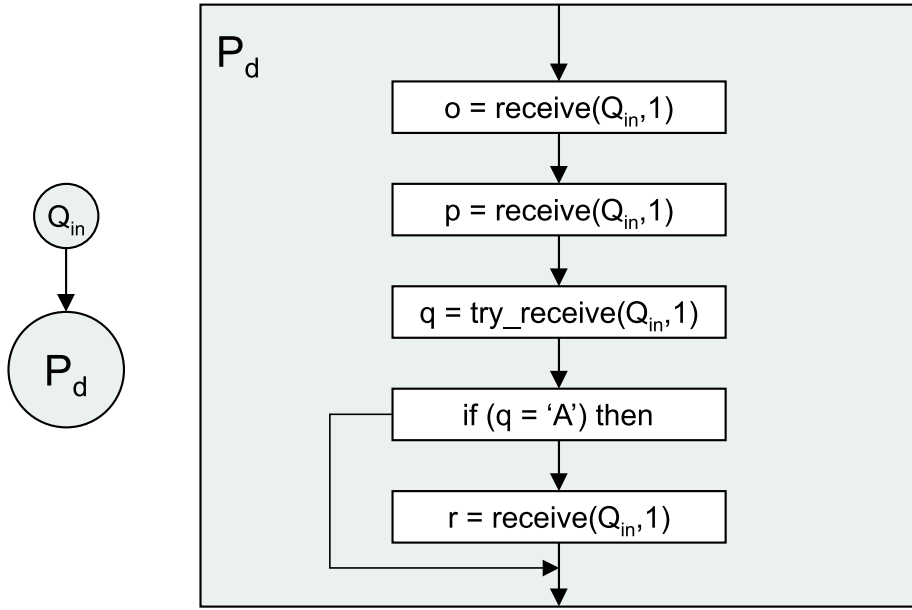 Q_in
P_d
P_d
o = receive(Q_in,1)
p = receive(Q_in,1)
q = try_receive(Q_in,1)
if (q = ‘A’) then
r = receive(Q_in,1)